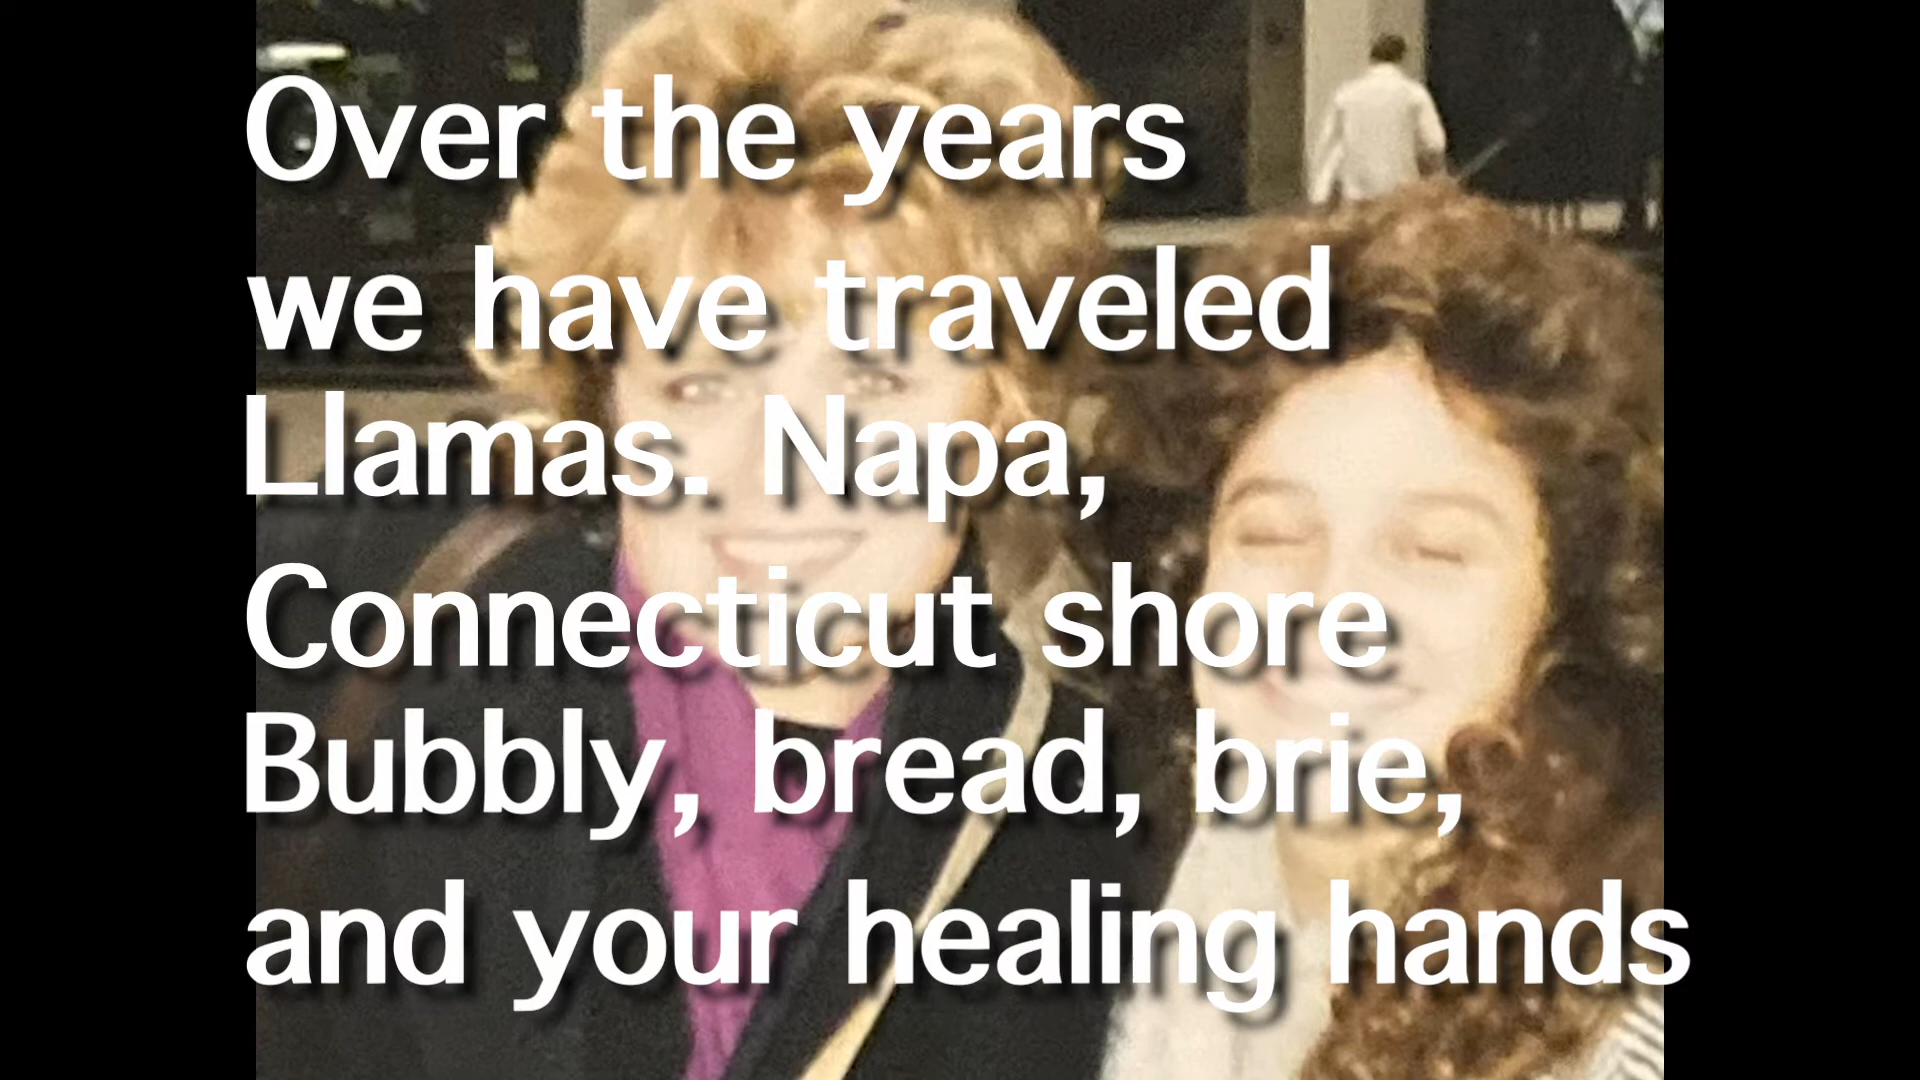 Over the years
we have traveled
Llamas. Napa,
Connecticut shore
Bubbly, bread, brie,
and your healing hands